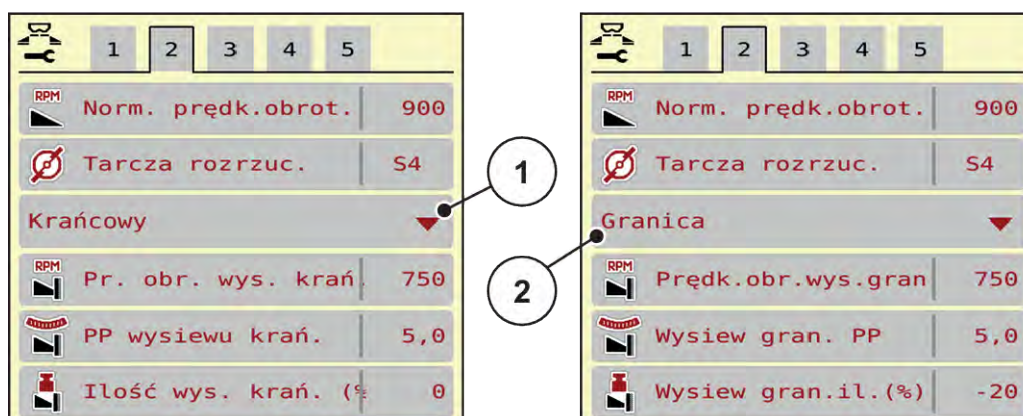 1 2 3 4 5
RPM
Norm. prędk.obrot. 900
Tarcza rozrzuc. S4
Krańcowy
RPM
Pr. obr. wys. krań. 750
PP wysiewu krań. 5,0
Ilość wys. krań. (% 0
1
2
1 2 3 4 5
RPM
Norm. prędk.obrot. 900
Tarcza rozrzuc. S4
Granica
RPM
Prędk.obr.wys.gran 750
Wysiew gran. PP 5,0
Wysiew gran.il.(%) -20